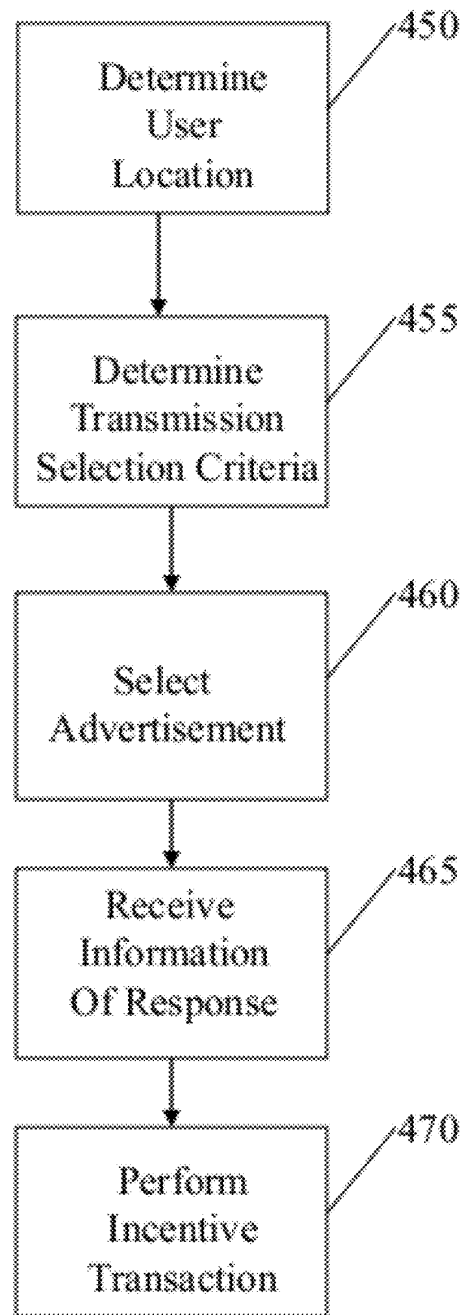 450
Determine
User
Location
455
Determine
Transmission
Selection Criteria
460
Select
Advertisement
465
Receive
Information
Of Response
470
Perform
Incentive
Transaction